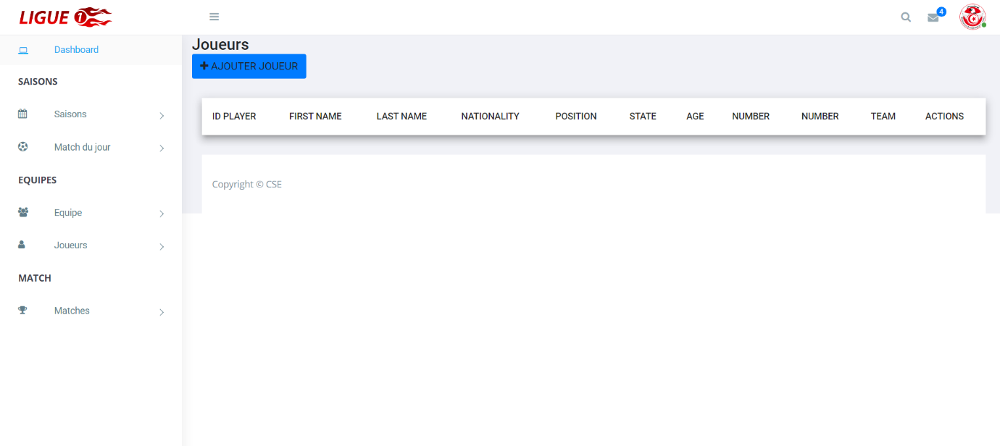 LIGUE 1
4
Dashboard
SAISONS
Saisons
Match du jour
EQUIPES
Equipe
Joueurs
MATCH
Matches
Joueurs
AJOUTER JOUEUR
ID PLAYER FIRST NAME LAST NAME NATIONALITY POSITION STATE AGE NUMBER NUMBER TEAM ACTIONS
Copyright © CSE